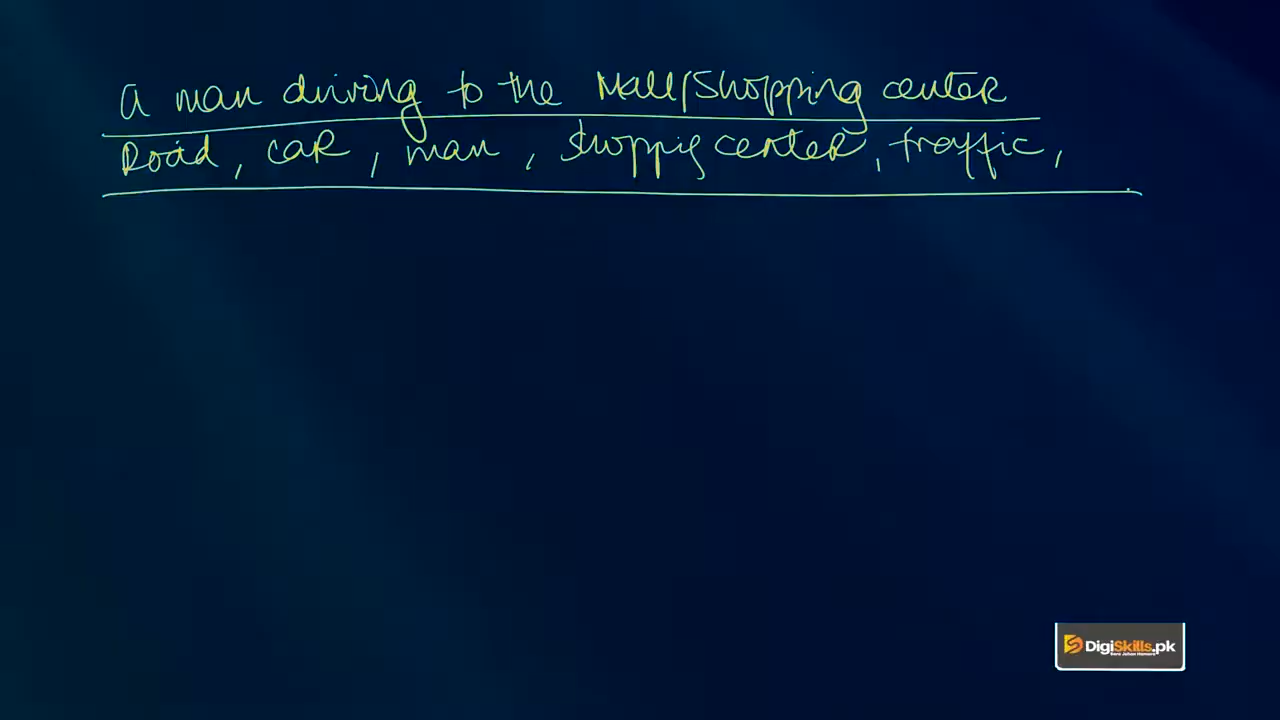 A man driving to the Mall/Shopping center
Road, car, man, shoppig center, traffic,
DigiSkills.pk